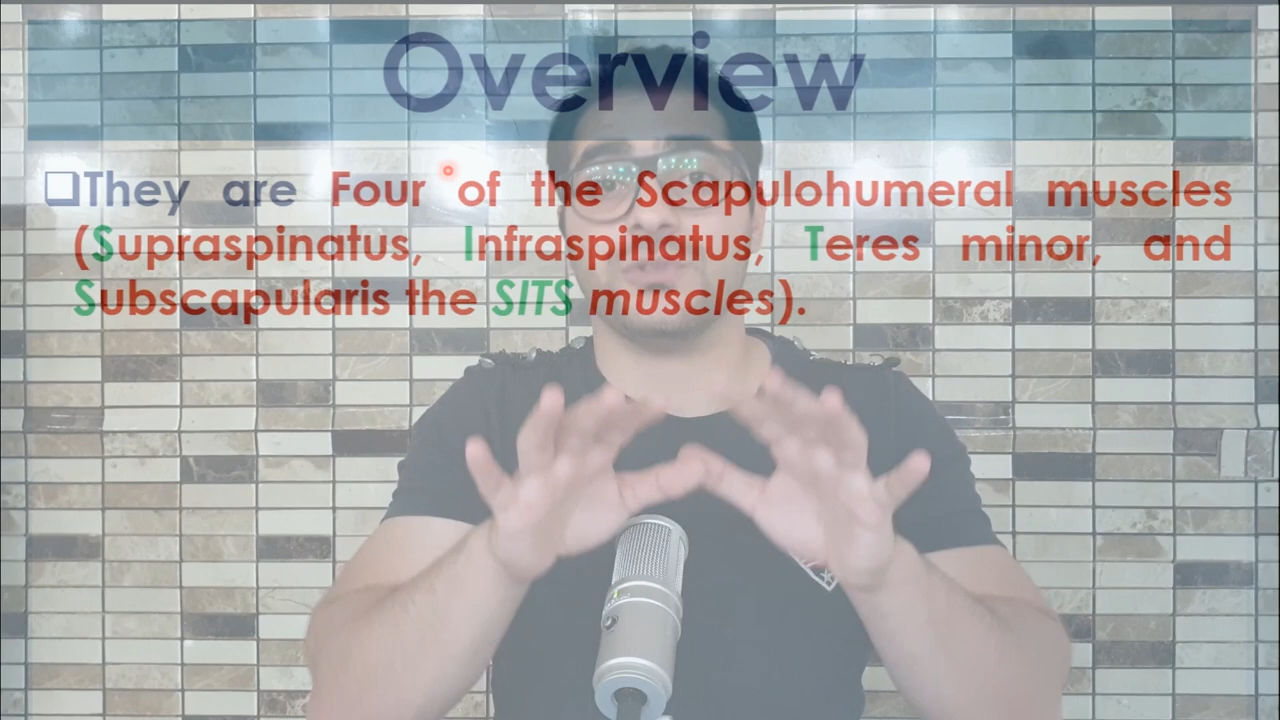 Overview
❑They are Four of the Scapulohumeral muscles
(Supraspinatus, Infraspinatus, Teres minor, and
Subscapularis the SITS muscles).